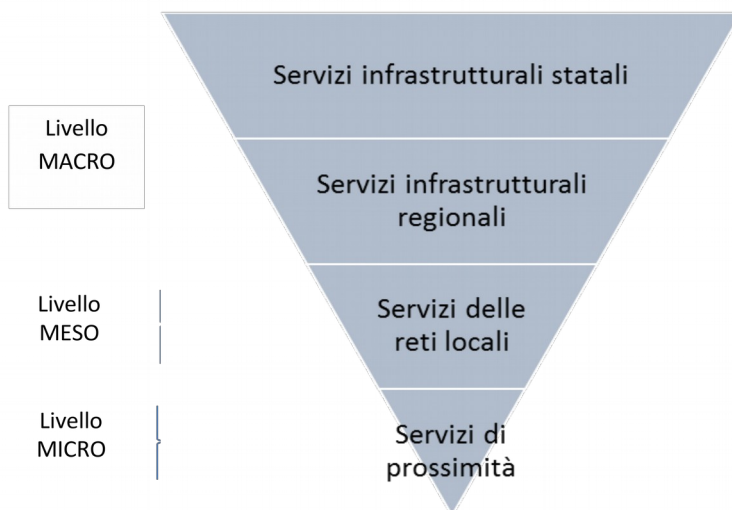 Servizi infrastrutturali statali
Livello
MACRO
Servizi infrastrutturali
regionali
Livello
MESO
Servizi delle
reti locali
Livello
MICRO
Servizi di
prossimità